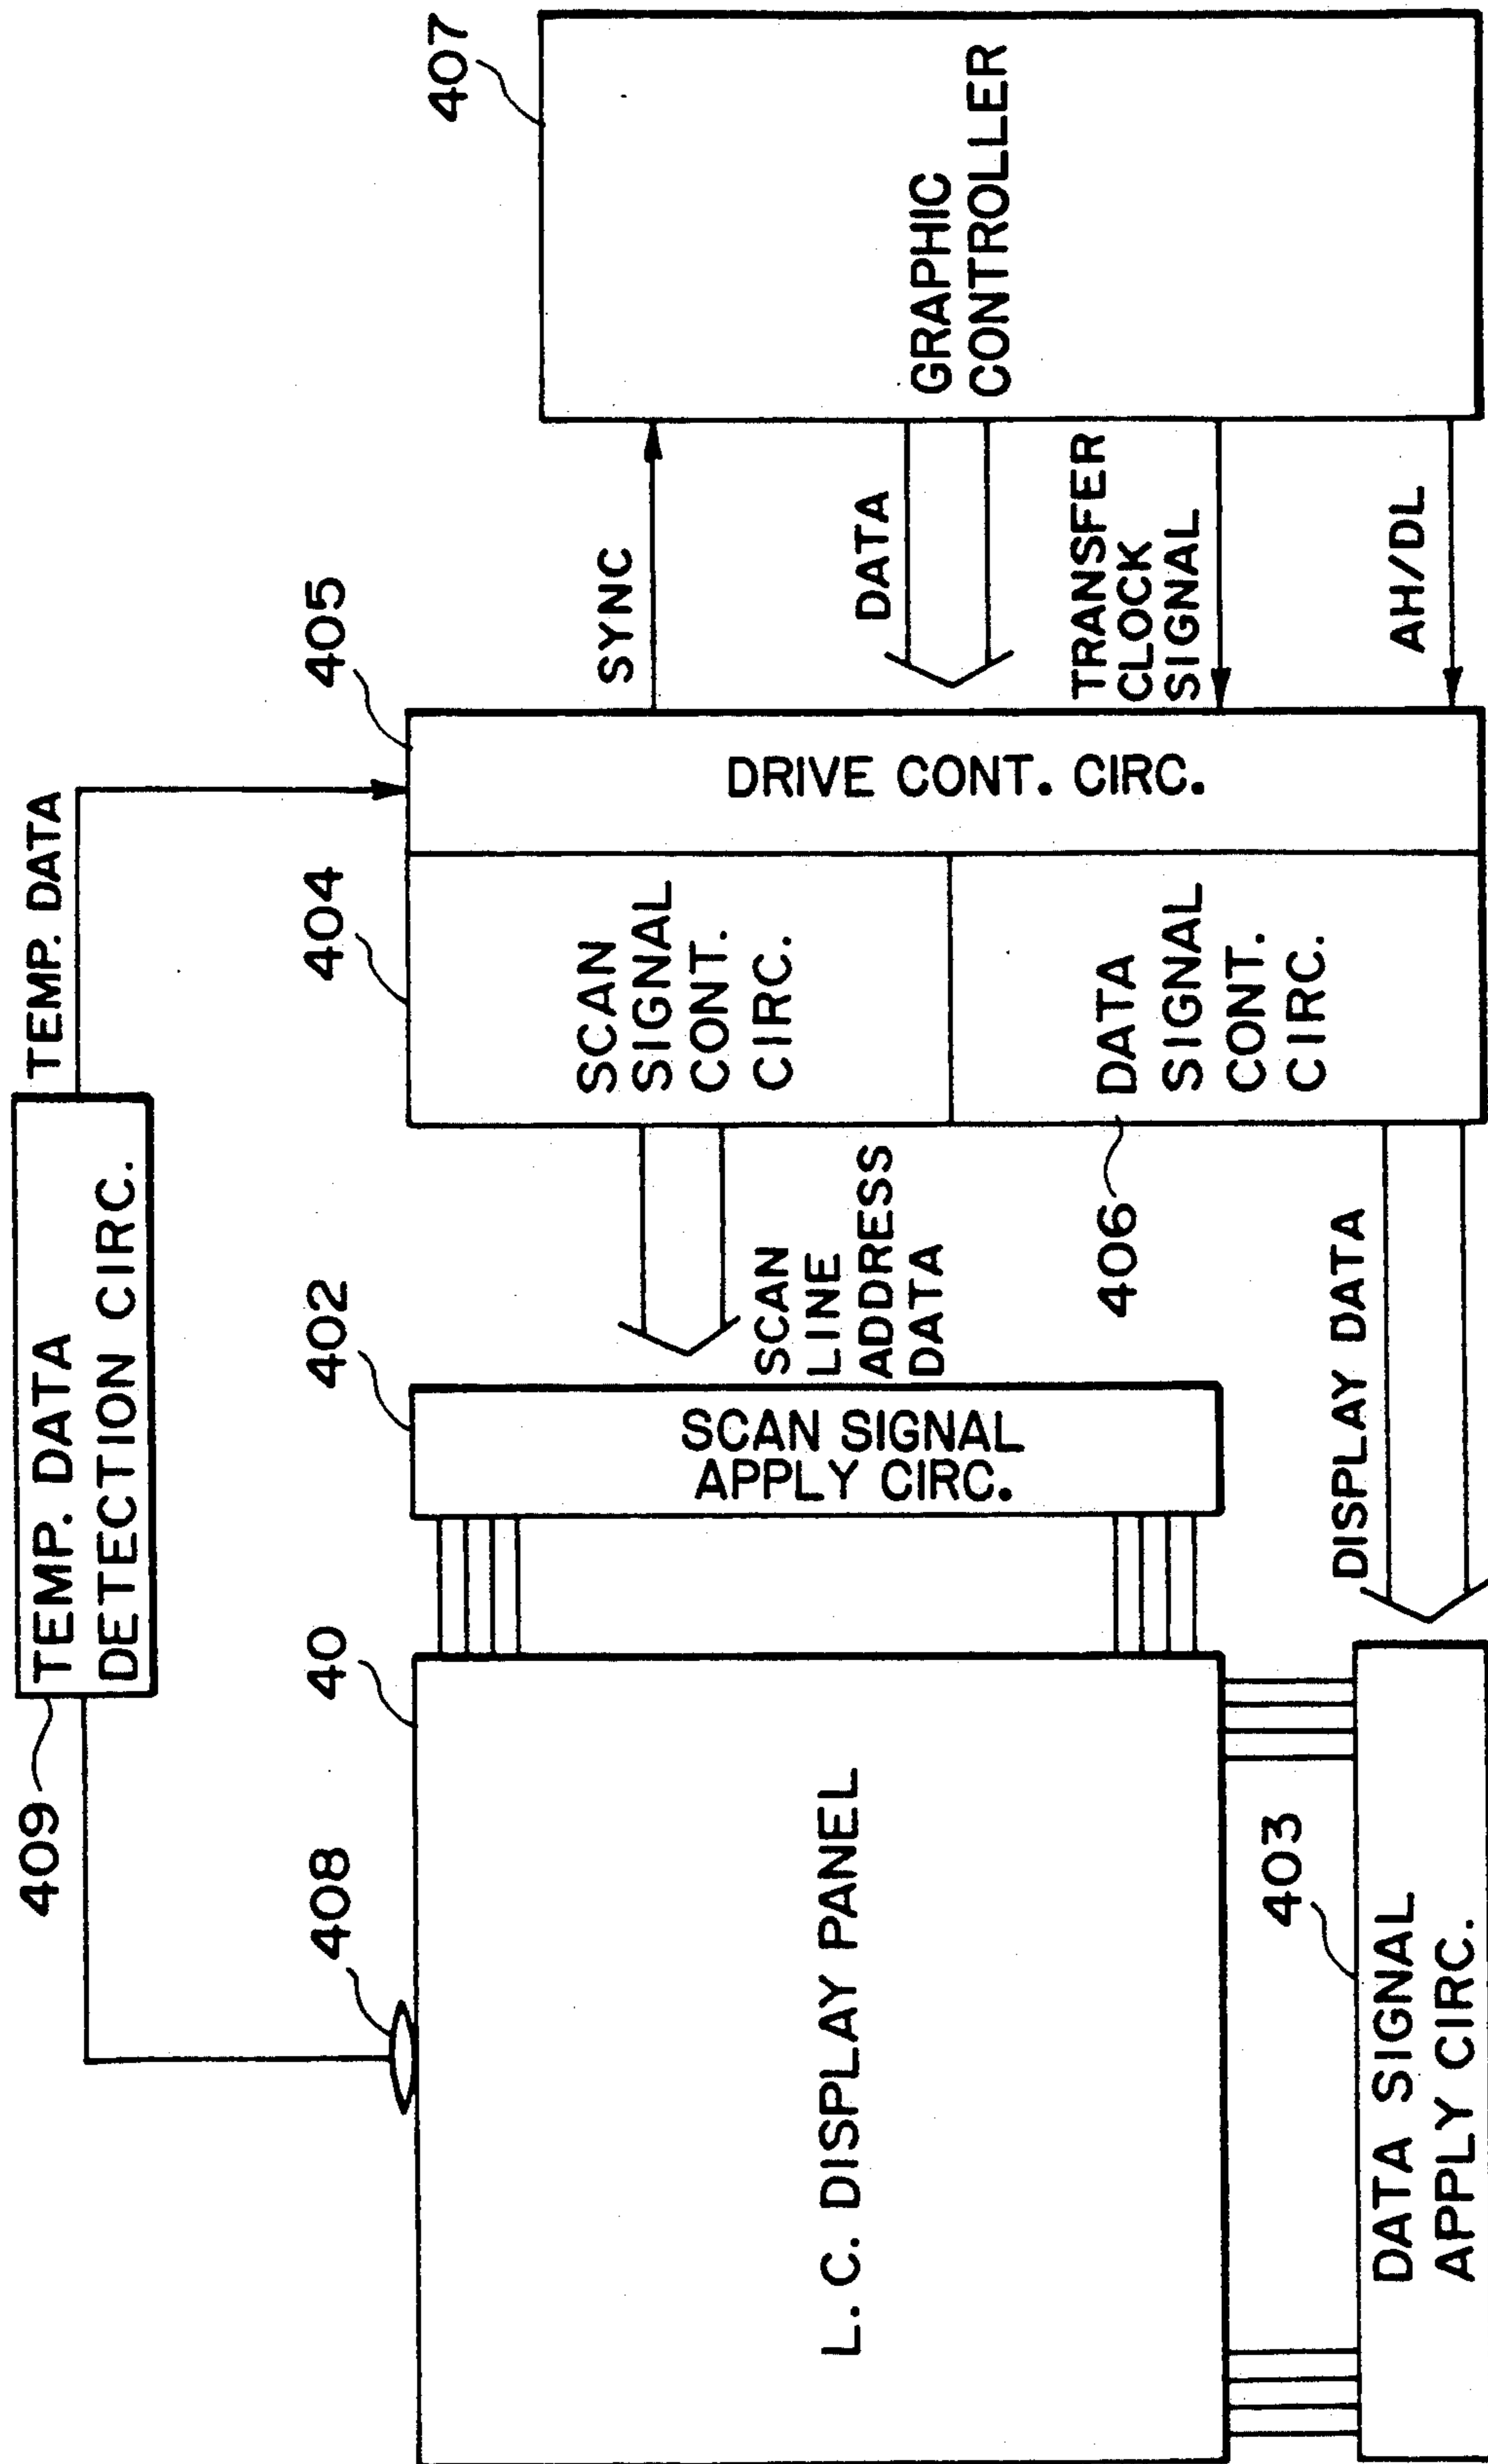 409
TEMP. DATA
DETECTION CIRC.
TEMP. DATA
408
40
402
404
405
407
L. C. DISPLAY PANEL
SCAN SIGNAL
APPLY CIRC.
SCAN
LINE
ADDRESS
DATA
SCAN
SIGNAL
CONT.
CIRC.
DRIVE CONT. CIRC.
SYNC
DATA
TRANSFER
CLOCK
SIGNAL
AH/DL
GRAPHIC
CONTROLLER
406
DATA
SIGNAL
CONT.
CIRC.
DISPLAY DATA
403
DATA SIGNAL
APPLY CIRC.